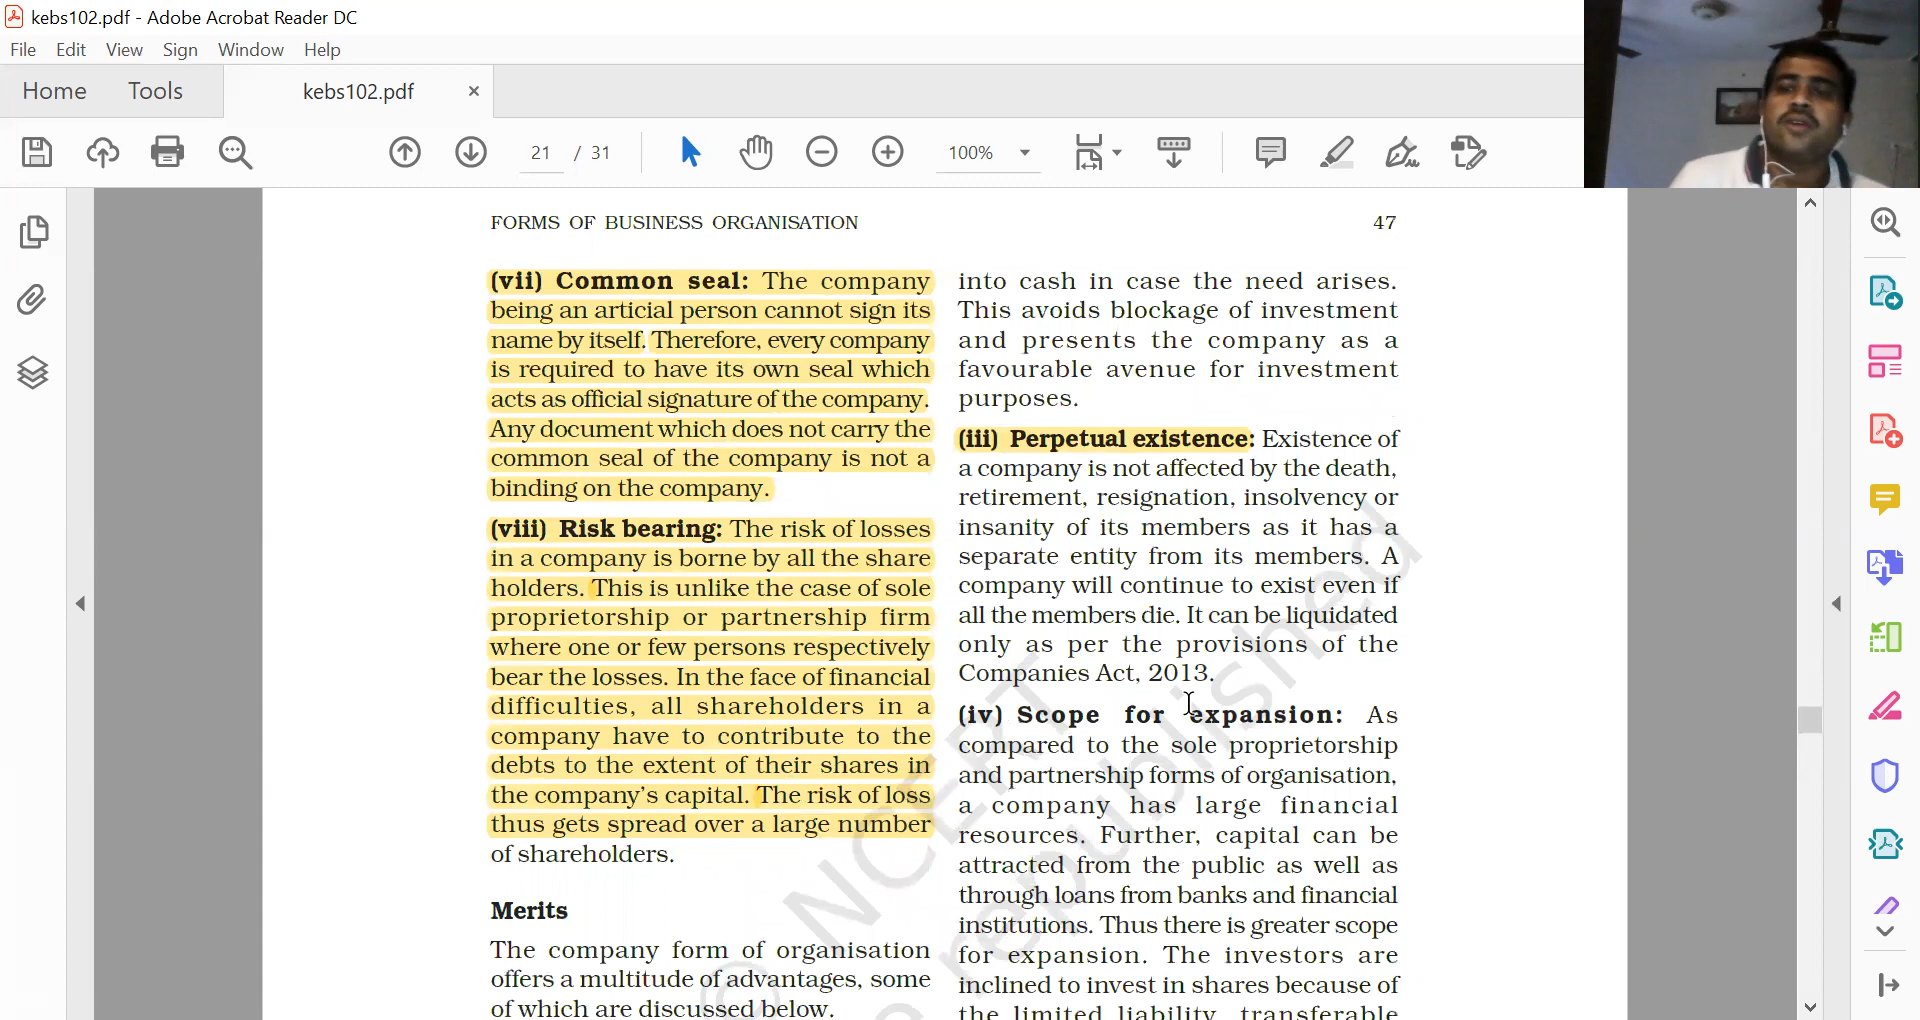 kebs102.pdf - Adobe Acrobat Reader DC
File Edit View Sign Window Help
Home Tools kebs102.pdf ×
21 / 31 100%
FORMS OF BUSINESS ORGANISATION 47
(vii) Common seal: The company
being an articial person cannot sign its
name by itself. Therefore, every company
is required to have its own seal which
acts as official signature of the company.
Any document which does not carry the
common seal of the company is not a
binding on the company.
(viii) Risk bearing: The risk of losses
in a company is borne by all the share
holders. This is unlike the case of sole
proprietorship or partnership firm
where one or few persons respectively
bear the losses. In the face of financial
difficulties, all shareholders in a
company have to contribute to the
debts to the extent of their shares in
the company's capital. The risk of loss
thus gets spread over a large number
of shareholders.
Merits
The company form of organisation
offers a multitude of advantages, some
of which are discussed below.
into cash in case the need arises.
This avoids blockage of investment
and presents the company as a
favourable avenue for investment
purposes.
(iii) Perpetual existence: Existence of
a company is not affected by the death,
retirement, resignation, insolvency or
insanity of its members as it has a
separate entity from its members. A
company will continue to exist even if
all the members die. It can be liquidated
only as per the provisions of the
Companies Act, 2013.
(iv) Scope for expansion: As
compared to the sole proprietorship
and partnership forms of organisation,
a company has large financial
resources. Further, capital can be
attracted from the public as well as
through loans from banks and financial
institutions. Thus there is greater scope
for expansion. The investors are
inclined to invest in shares because of
the limited liability, transferable
© NCERT
republished